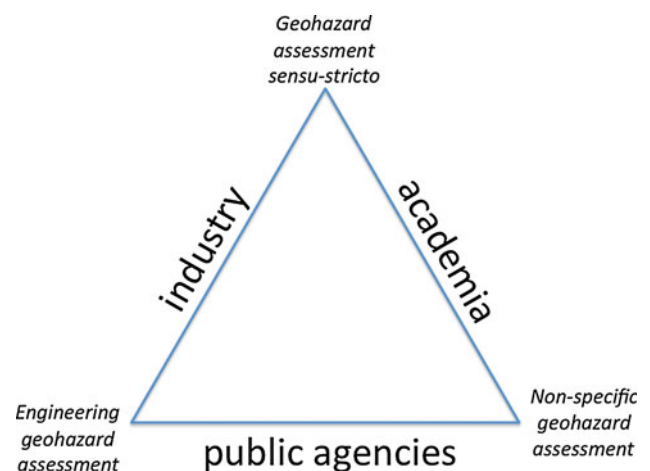 Geohazard
assessment
sensu-stricto
industry
academia
Engineering
geohazard
assessment
Non-specific
geohazard
assessment
public agencies